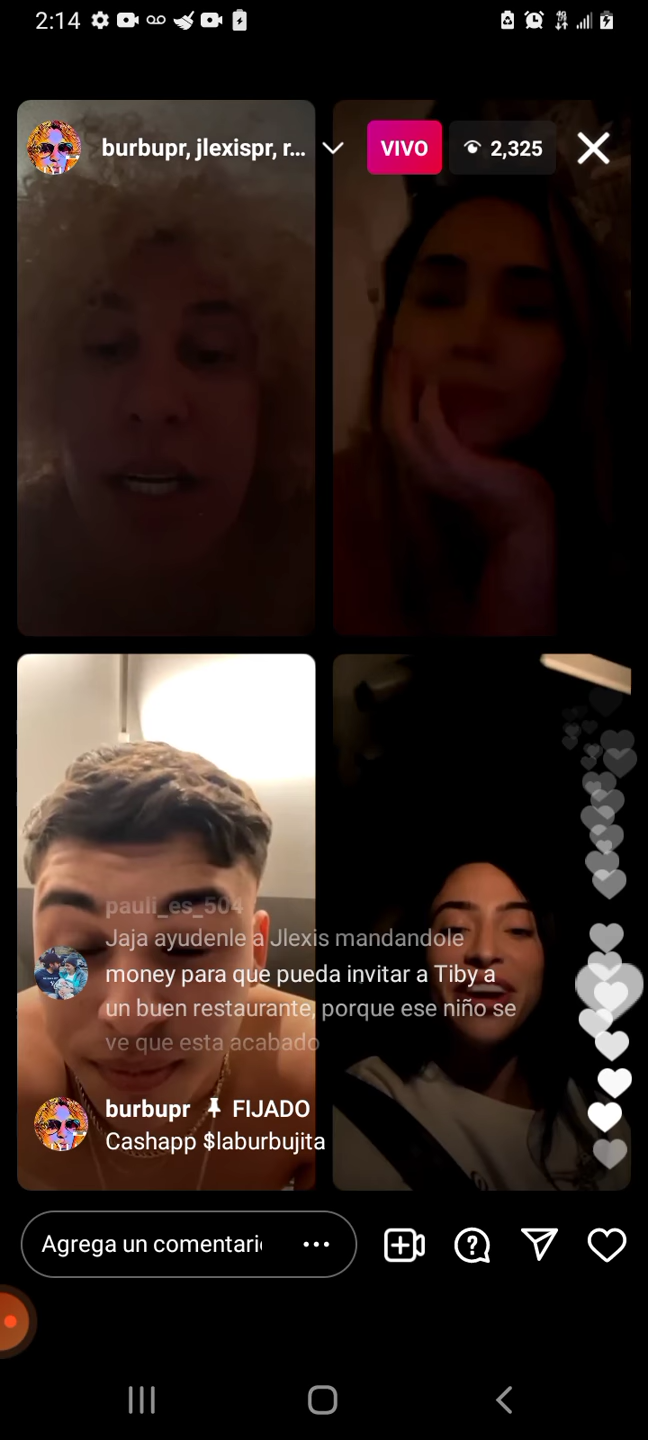 2:14
burbupr, jlexispr, r...
VIVO
2,325
pauli_es_504
Jaja ayudenle a Jlexis mandandole
money para que pueda invitar a Tiby a
un buen restaurante, porque ese niño se
ve que esta acabado
burbupr FIJADO
Cashapp $laburbujita
Agrega un comentari